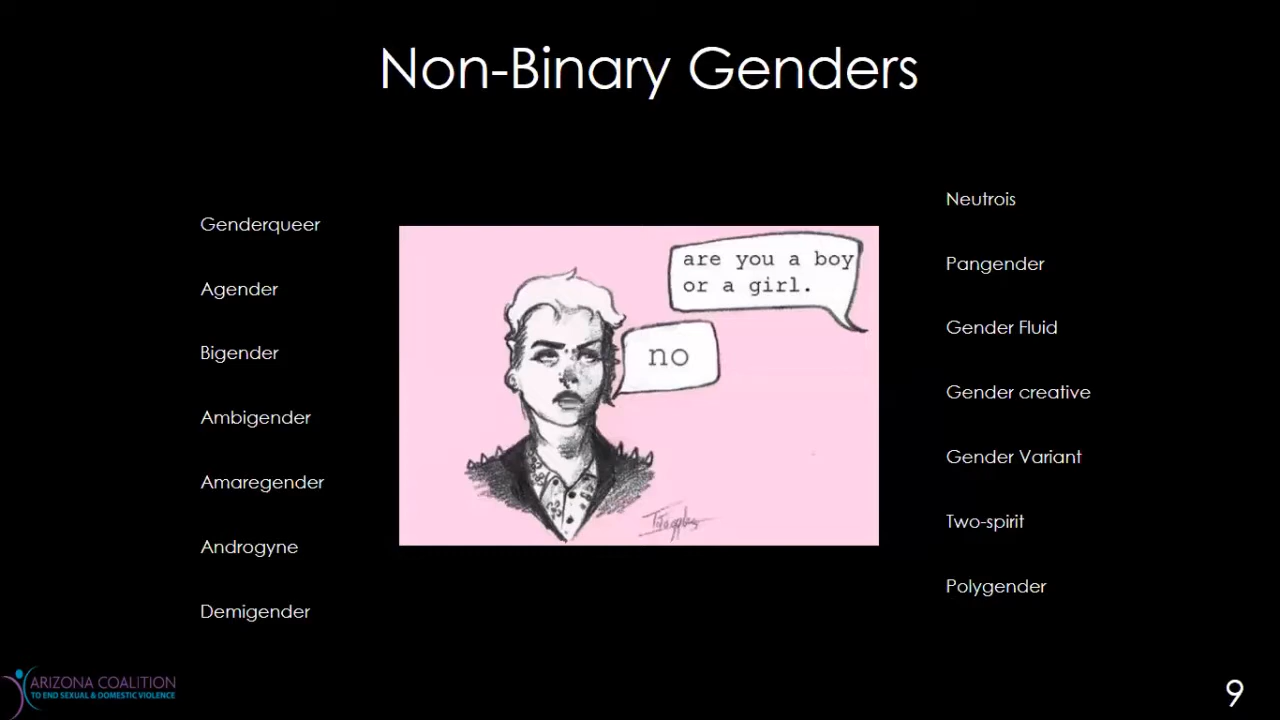 Non-Binary Genders
Genderqueer
Agender
Bigender
Ambigender
Amaregender
Androgyne
Demigender
are you a boy
or a girl.
no
Neutrois
Pangender
Gender Fluid
Gender creative
Gender Variant
Two-spirit
Polygender
ARIZONA COALITION
TO END SEXUAL & DOMESTIC VIOLENCE
9